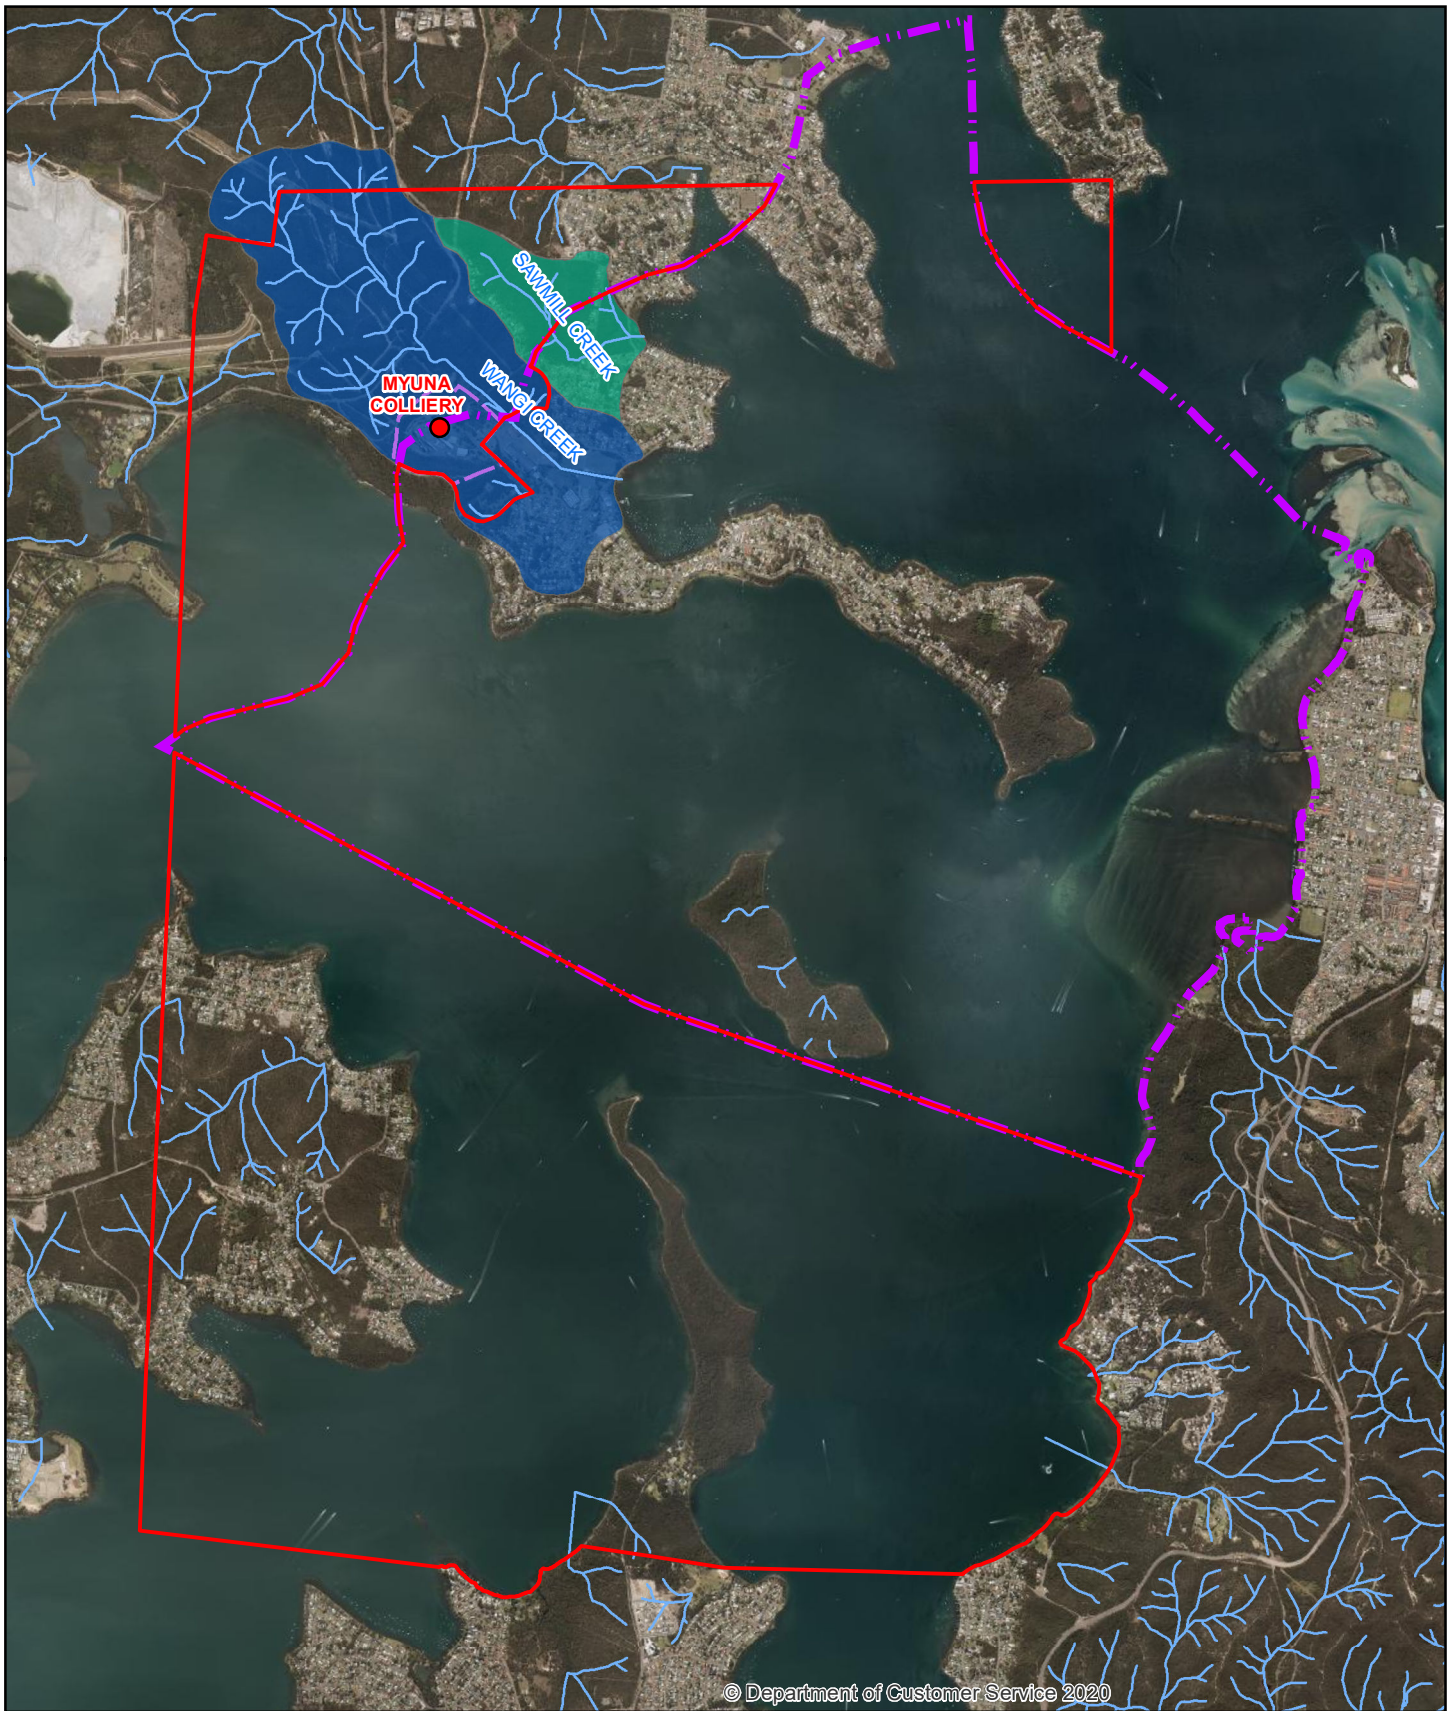 SAWMILL CREEK
MYUNA
COLLIERY
WANGI CREEK
© Department of Customer Service 2020